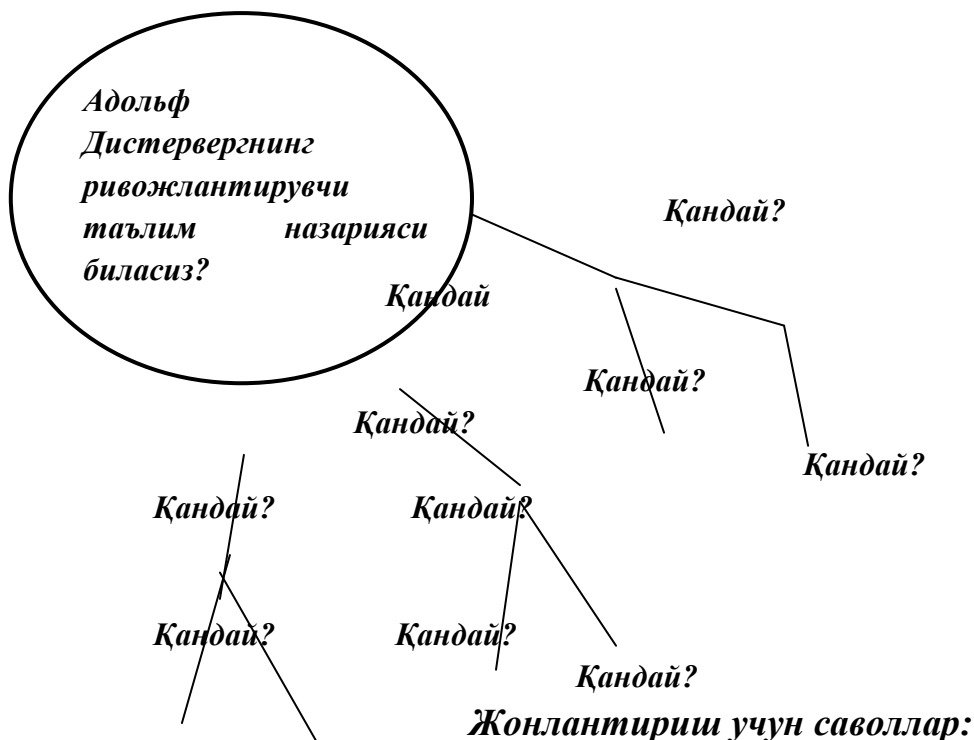 Адольф
Дистервергнинг
ривожлантирувчи
таълим назарияси
биласиз?
Қандай?
Қандай
Қандай?
Қандай?
Қандай?
Қандай?
Қандай?
Қандай?
Қандай?
Қандай?
Жонлантириш учун саволлар: